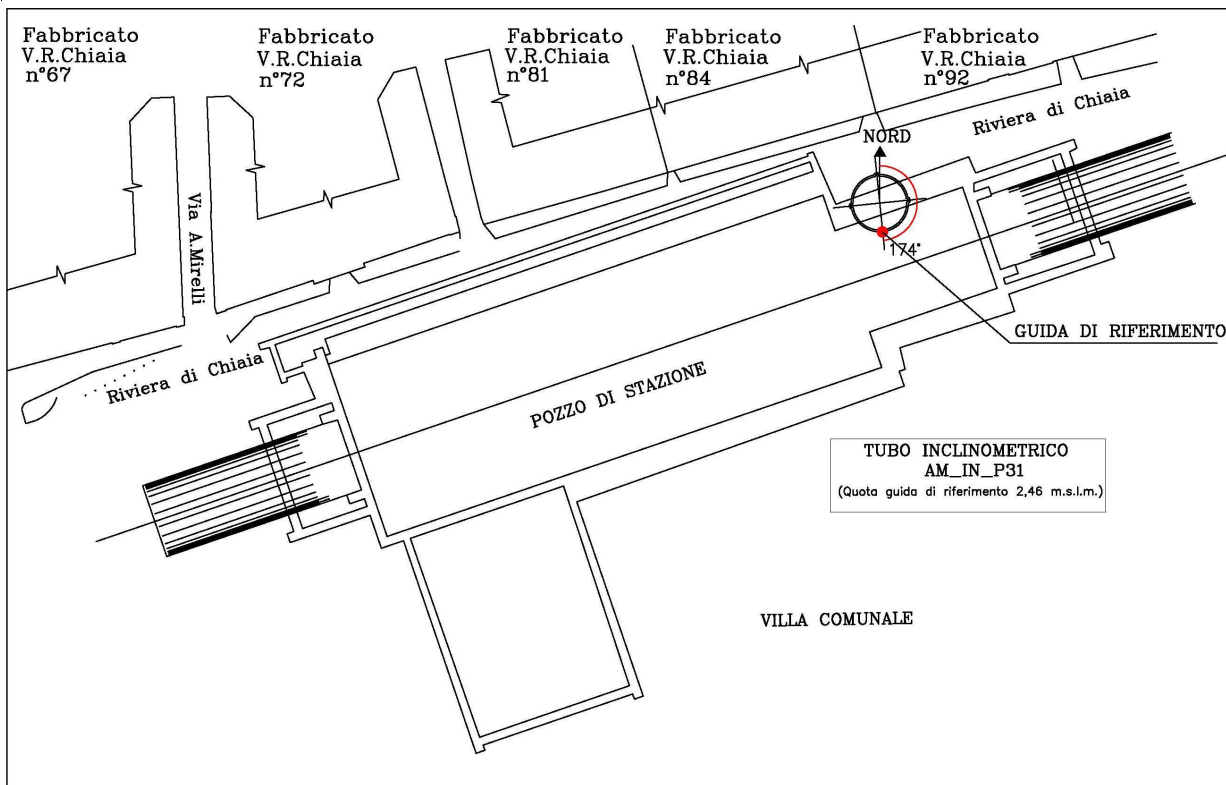 Fabbricato
V.R.Chiaia
n°67
Fabbricato
V.R.Chiaia
n°72
Fabbricato
V.R.Chiaia
n°81
Fabbricato
V.R.Chiaia
n°84
Fabbricato
V.R.Chiaia
n°92
Riviera di Chiaia
NORD
Via A.Mirelli
174°
GUIDA DI RIFERIMENTO
Riviera di Chiaia
POZZO DI STAZIONE
TUBO INCLINOMETRICO
AM_IN_P31
(Quota guida di riferimento 2,46 m.s.l.m.)
VILLA COMUNALE